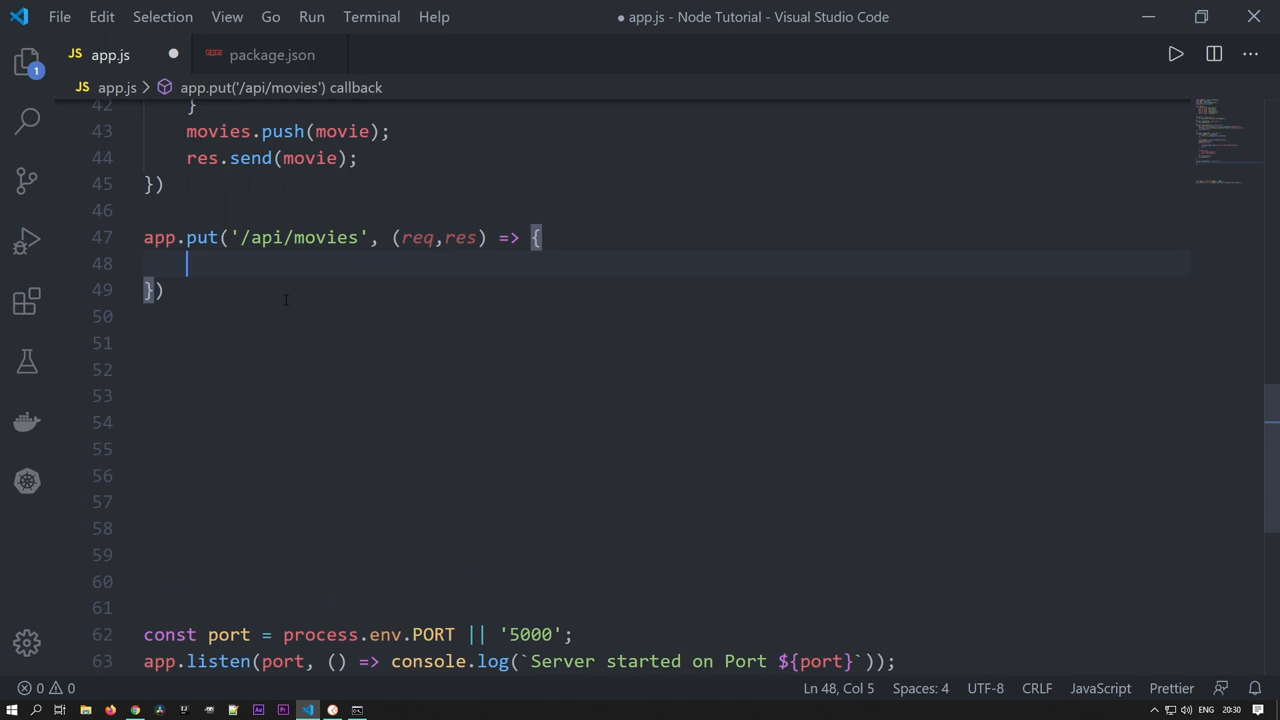 File Edit Selection View Go Run Terminal Help
● app.js - Node Tutorial - Visual Studio Code
JS app.js ● package.json
JS app.js > app.put('/api/movies') callback
1
42 }
43 movies.push(movie);
44 res.send(movie);
45 })
46
47 app.put('/api/movies', (req,res) => {
48
49 })
50
51
52
53
54
55
56
57
58
59
60
61
62 const port = process.env.PORT || '5000';
63 app.listen(port, () => console.log(`Server started on Port ${port}`));
0 0 Ln 48, Col 5 Spaces: 4 UTF-8 CRLF JavaScript Prettier
Ae Pr ENG 20:30